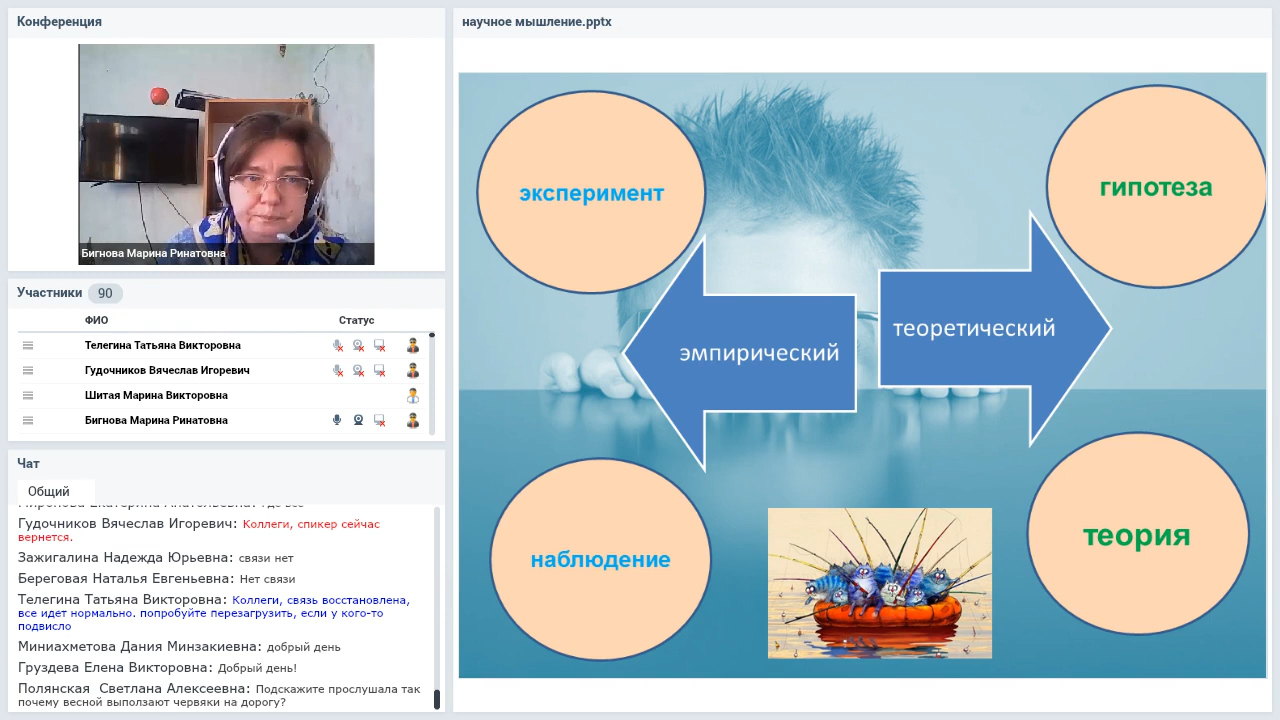 Конференция
Бигнова Марина Ринатовна
Участники 90
ФИО Статус
Телегина Татьяна Викторовна
Гудочников Вячеслав Игоревич
Шитая Марина Викторовна
Бигнова Марина Ринатовна
Чат
Общий
Гудочников Вячеслав Игоревич: Коллеги, спикер сейчас
вернется.
Зажигалина Надежда Юрьевна: связи нет
Береговая Наталья Евгеньевна: Нет связи
Телегина Татьяна Викторовна: Коллеги, связь восстановлена,
все идет нормально. попробуйте перезагрузить, если у кого-то
подвисло
Миниахметова Дания Минзакиевна: добрый день
Груздева Елена Викторовна: Добрый день!
Полянская Светлана Алексеевна: Подскажите прослушала так
почему весной выползают червяки на дорогу?
научное мышление.pptx
эксперимент
гипотеза
эмпирический
теоретический
наблюдение
теория